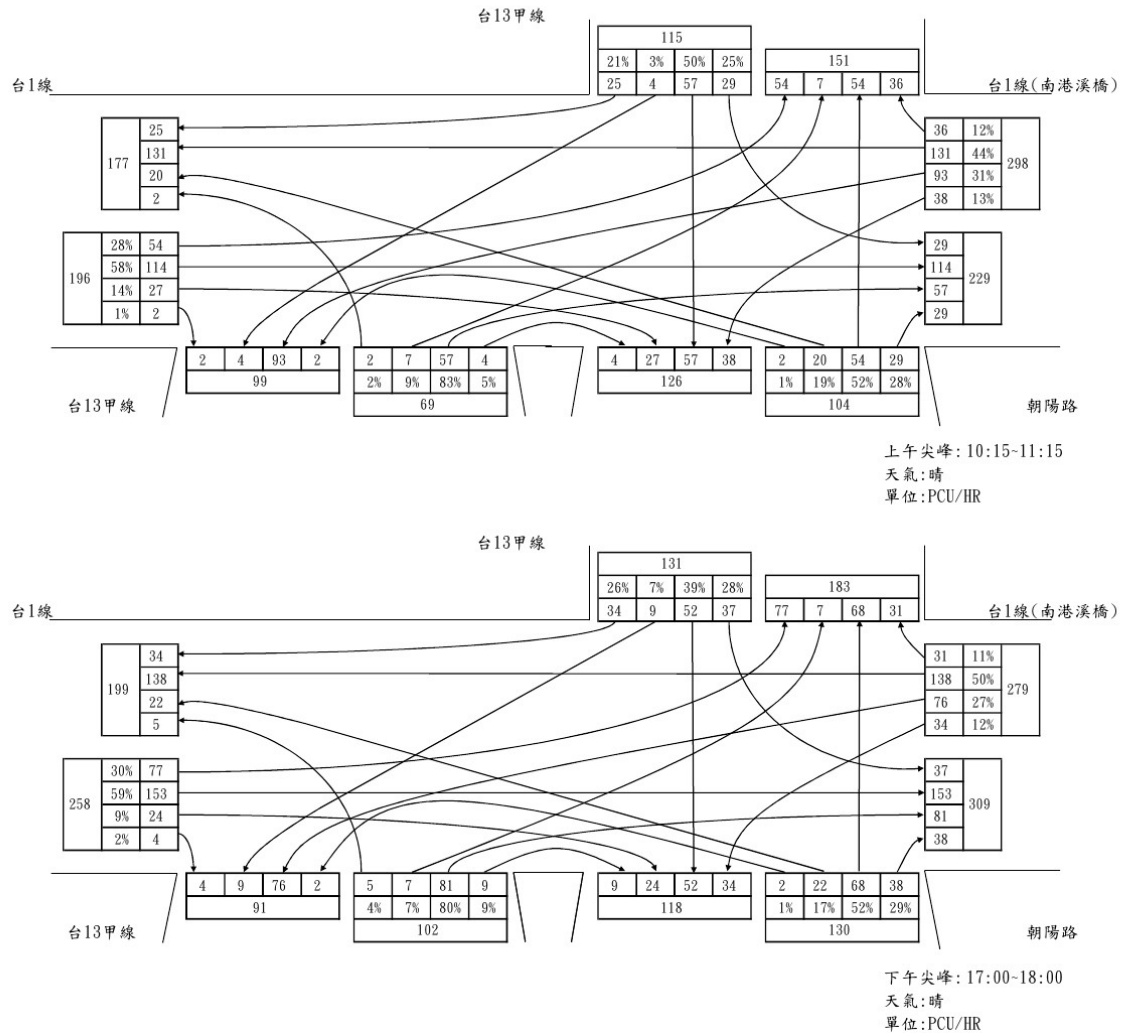 台13甲線
115
21% 3% 50% 25%
25 4 57 29
151
54 7 54 36
台1線
台1線(南港溪橋)
177
25
131
20
2
36 12%
131 44%
93 31%
38 13%
298
196
28% 54
58% 114
14% 27
1% 2
29
114
57
29
229
2 4 93 2
99
2 7 57 4
2% 9% 83% 5%
69
4 27 57 38
126
2 20 54 29
1% 19% 52% 28%
104
台13甲線
朝陽路
上午尖峰:10:15~11:15
天氣:晴
單位:PCU/HR
台13甲線
131
26% 7% 39% 28%
34 9 52 37
183
77 7 68 31
台1線
台1線(南港溪橋)
199
34
138
22
5
31 11%
138 50%
76 27%
34 12%
279
258
30% 77
59% 153
9% 24
2% 4
37
153
81
38
309
4 9 76 2
91
5 7 81 9
4% 7% 80% 9%
102
9 24 52 34
118
2 22 68 38
1% 17% 52% 29%
130
台13甲線
朝陽路
下午尖峰:17:00~18:00
天氣:晴
單位:PCU/HR